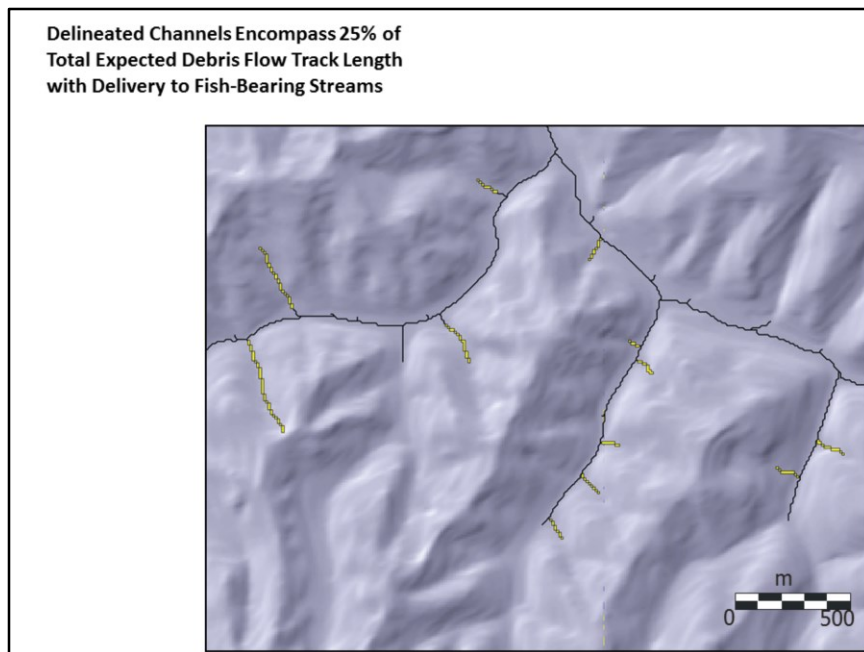 Delineated Channels Encompass 25% of
Total Expected Debris Flow Track Length
with Delivery to Fish-Bearing Streams
m
0 500